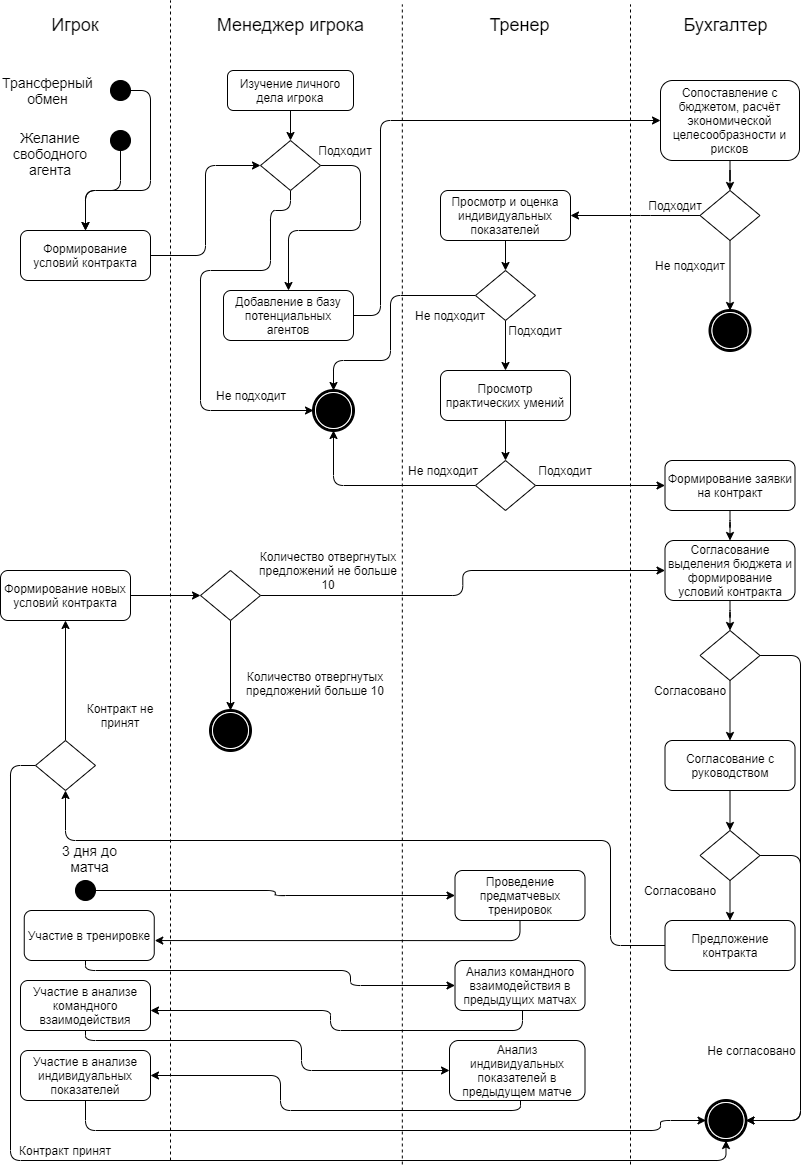 Игрок
Менеджер игрока
Тренер
Бухгалтер
Трансферный
обмен
Желание
свободного
агента
Формирование
условий контракта
Изучение личного
дела игрока
Подходит
Добавление в базу
потенциальных
агентов
Не подходит
Сопоставление с
бюджетом, расчёт
экономической
целесообразности и
рисков
Подходит
Не подходит
Просмотр и оценка
индивидуальных
показателей
Не подходит
Подходит
Просмотр
практических умений
Не подходит
Подходит
Формирование заявки
на контракт
Согласование
выделения бюджета и
формирование
условий контракта
Формирование новых
условий контракта
Количество отвергнутых
предложений не больше
10
Количество отвергнутых
предложений больше 10
Согласовано
Контракт не
принят
Согласование с
руководством
Согласовано
Предложение
контракта
3 дня до
матча
Проведение
предматчевых
тренировок
Участие в тренировке
Анализ командного
взаимодействия в
предыдущих матчах
Участие в анализе
командного
взаимодействия
Анализ
индивидуальных
показателей в
предыдущем матче
Участие в анализе
индивидуальных
показателей
Не согласовано
Контракт принят